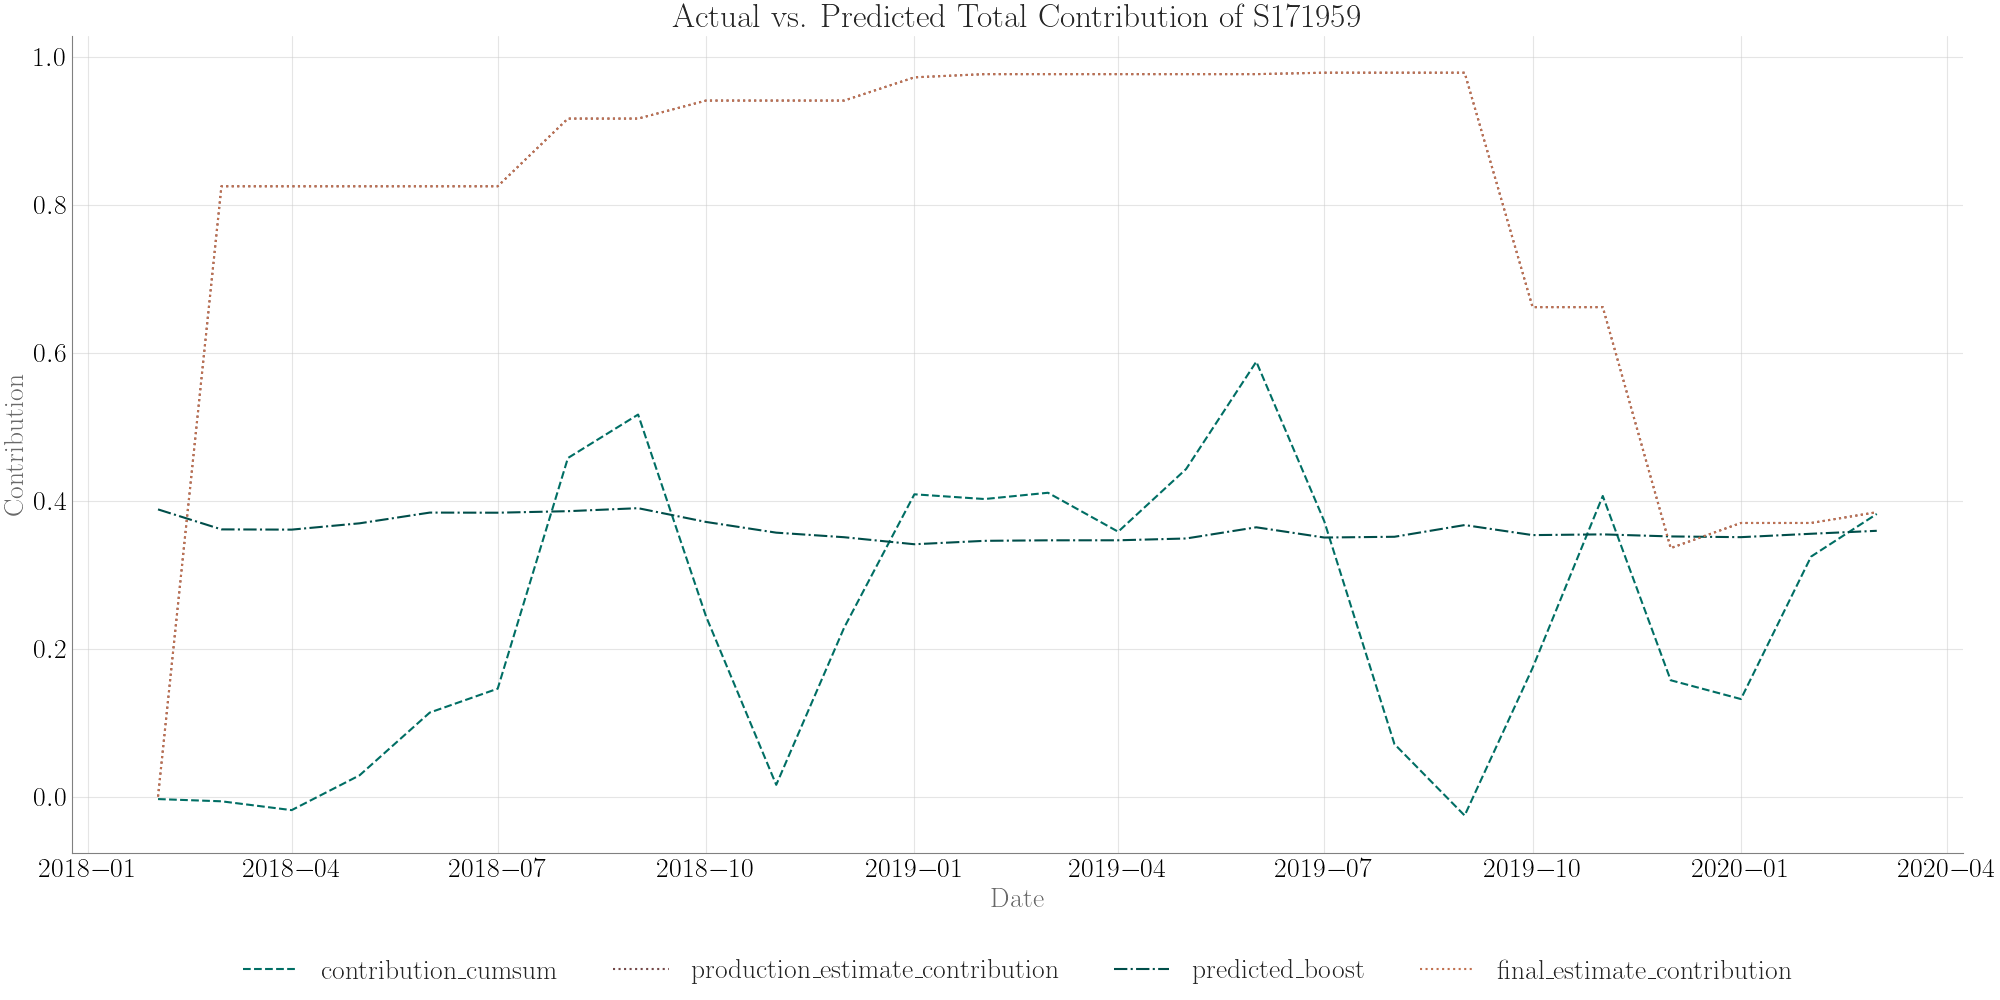 Actual vs. Predicted Total Contribution of S171959
1.0
0.8
0.6
0.4
0.2
0.0
Contribution
2018−01 2018−04 2018−07 2018−10 2019−01 2019−04 2019−07 2019−10 2020−01 2020−04
Date
contribution_cumsum production_estimate_contribution predicted_boost final_estimate_contribution